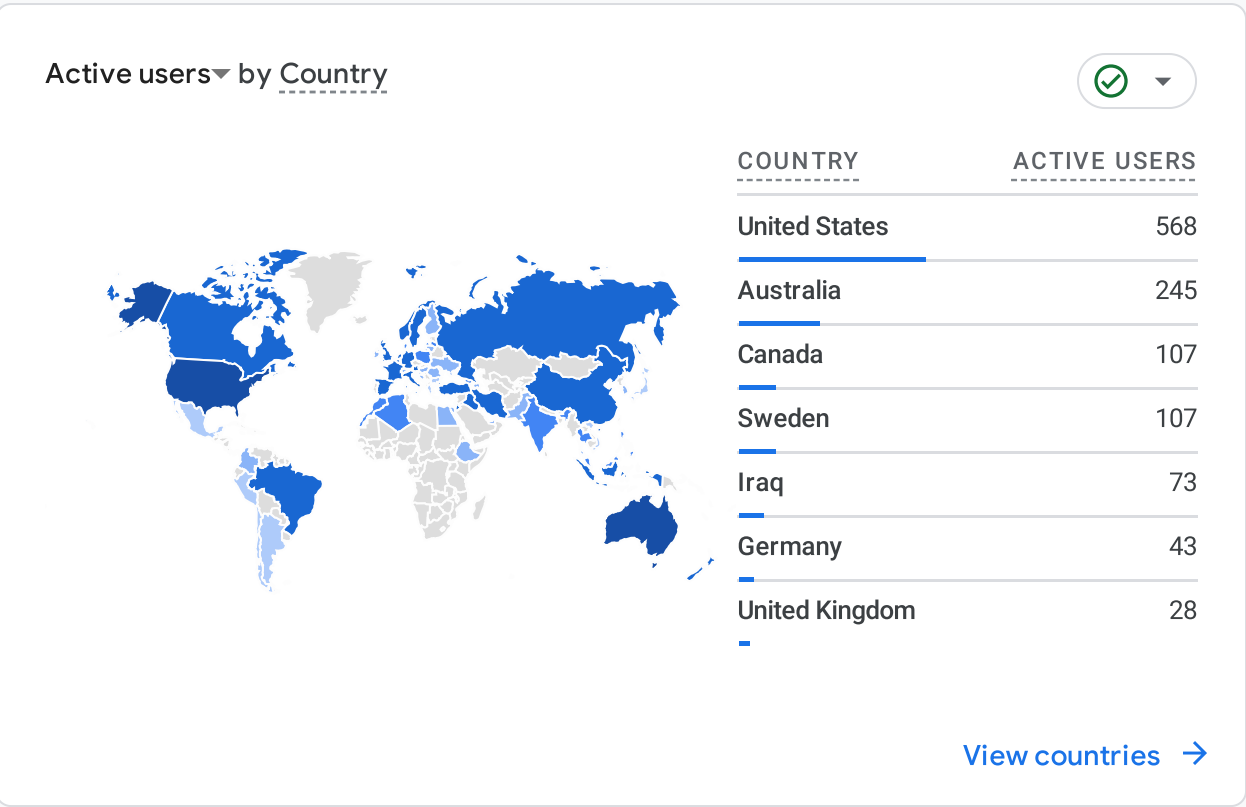 Active users by Country
COUNTRY ACTIVE USERS
United States 568
Australia 245
Canada 107
Sweden 107
Iraq 73
Germany 43
United Kingdom 28
View countries